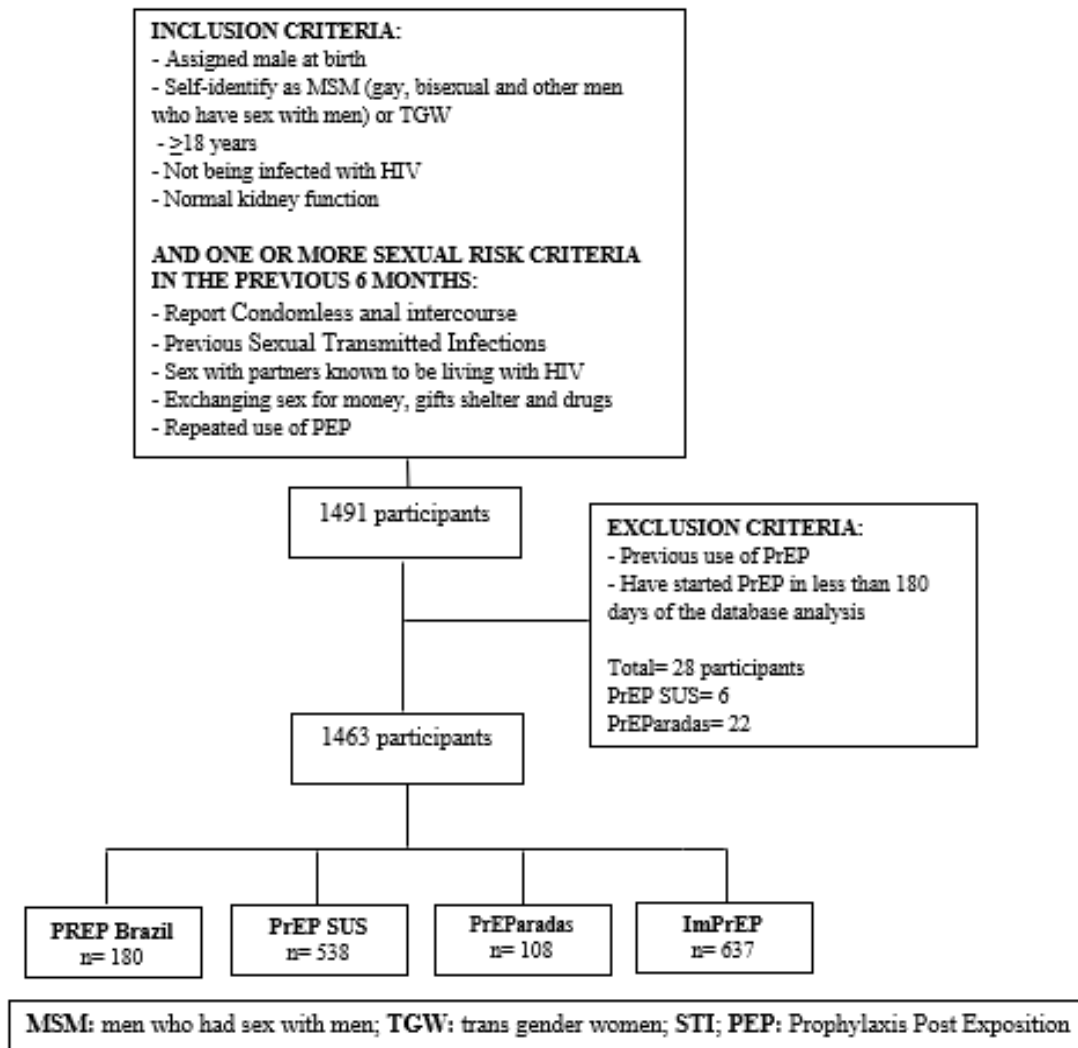 INCLUSION CRITERIA:
- Assigned male at birth
- Self-identify as MSM (gay, bisexual and other men
who have sex with men) or TGW
- ≥18 years
- Not being infected with HIV
- Normal kidney function
AND ONE OR MORE SEXUAL RISK CRITERIA
IN THE PREVIOUS 6 MONTHS:
- Report Condomless anal intercourse
- Previous Sexual Transmitted Infections
- Sex with partners known to be living with HIV
- Exchanging sex for money, gifts shelter and drugs
- Repeated use of PEP
1491 participants
EXCLUSION CRITERIA:
- Previous use of PrEP
- Have started PrEP in less than 180
days of the database analysis
Total= 28 participants
PrEP SUS= 6
PrEParadas= 22
1463 participants
PREP Brazil
n= 180
PrEP SUS
n= 538
PrEParadas
n= 108
ImPrEP
n= 637
MSM: men who had sex with men; TGW: trans gender women; STI; PEP: Prophylaxis Post Exposition